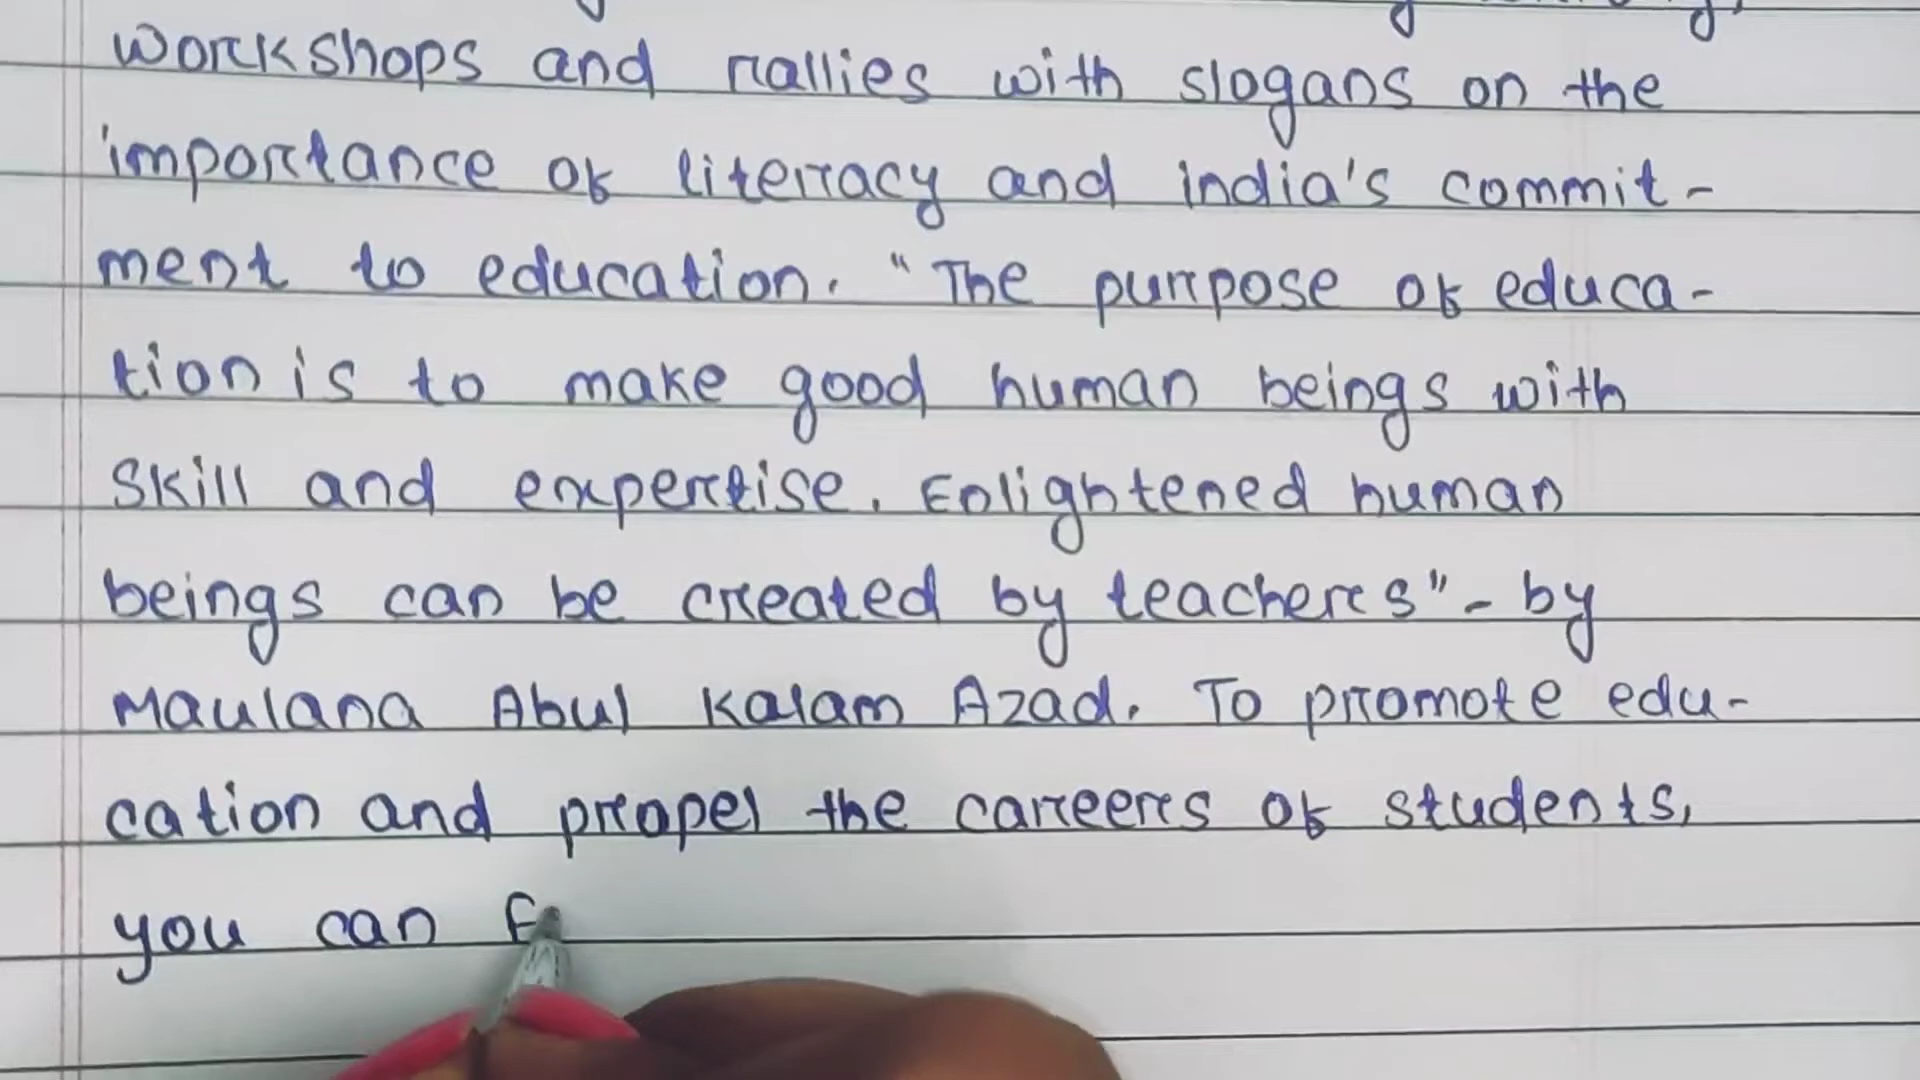 workshops and rallies with slogans on the
importance of literacy and india's commit-
ment to education. "The purpose of educa-
tion is to make good human beings with
skill and expertise. Enlightened human
beings can be created by teachers" - by
Maulana Abul Kalam Azad. To promote edu-
cation and propel the careers of students,
you can